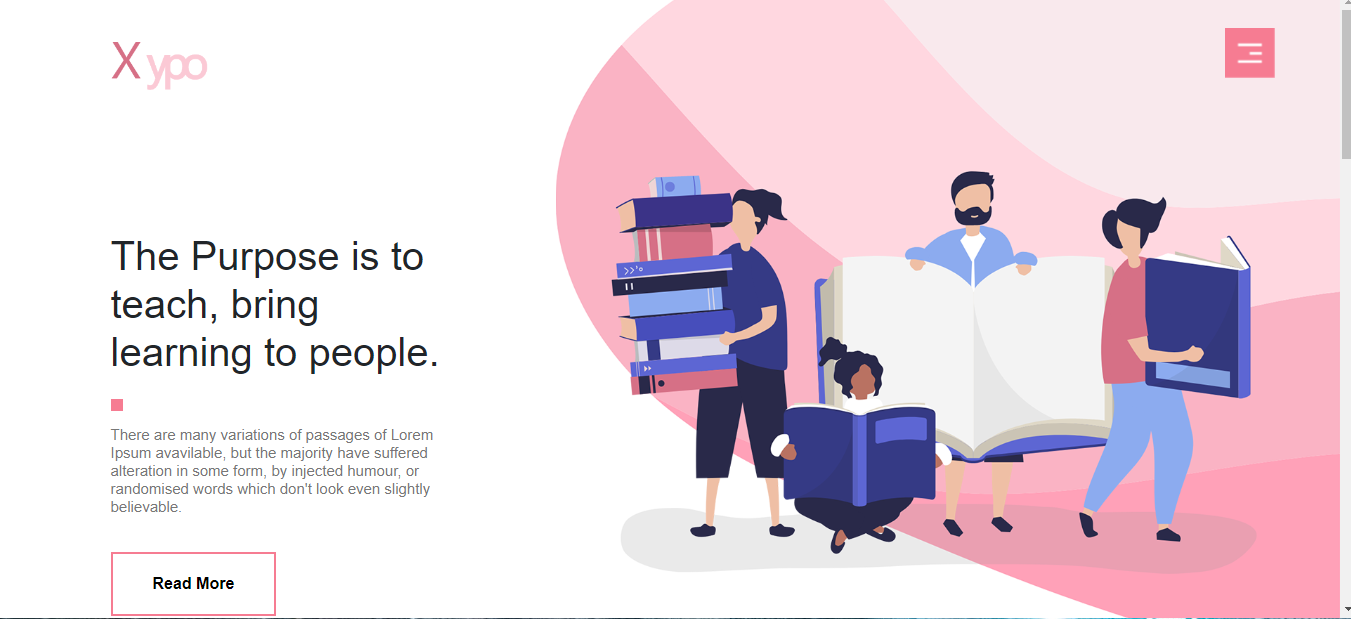 X ypo
The Purpose is to
teach, bring
learning to people.
There are many variations of passages of Lorem
Ipsum avavilable, but the majority have suffered
alteration in some form, by injected humour, or
randomised words which don't look even slightly
believable.
Read More